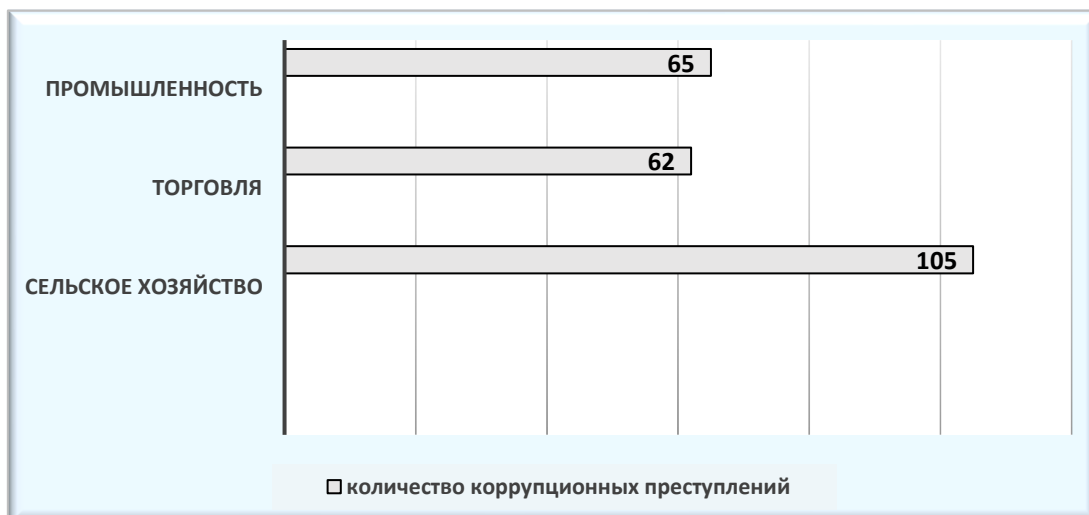 ПРОМЫШЛЕННОСТЬ
65
ТОРГОВЛЯ
62
СЕЛЬСКОЕ ХОЗЯЙСТВО
105
количество коррупционных преступлений